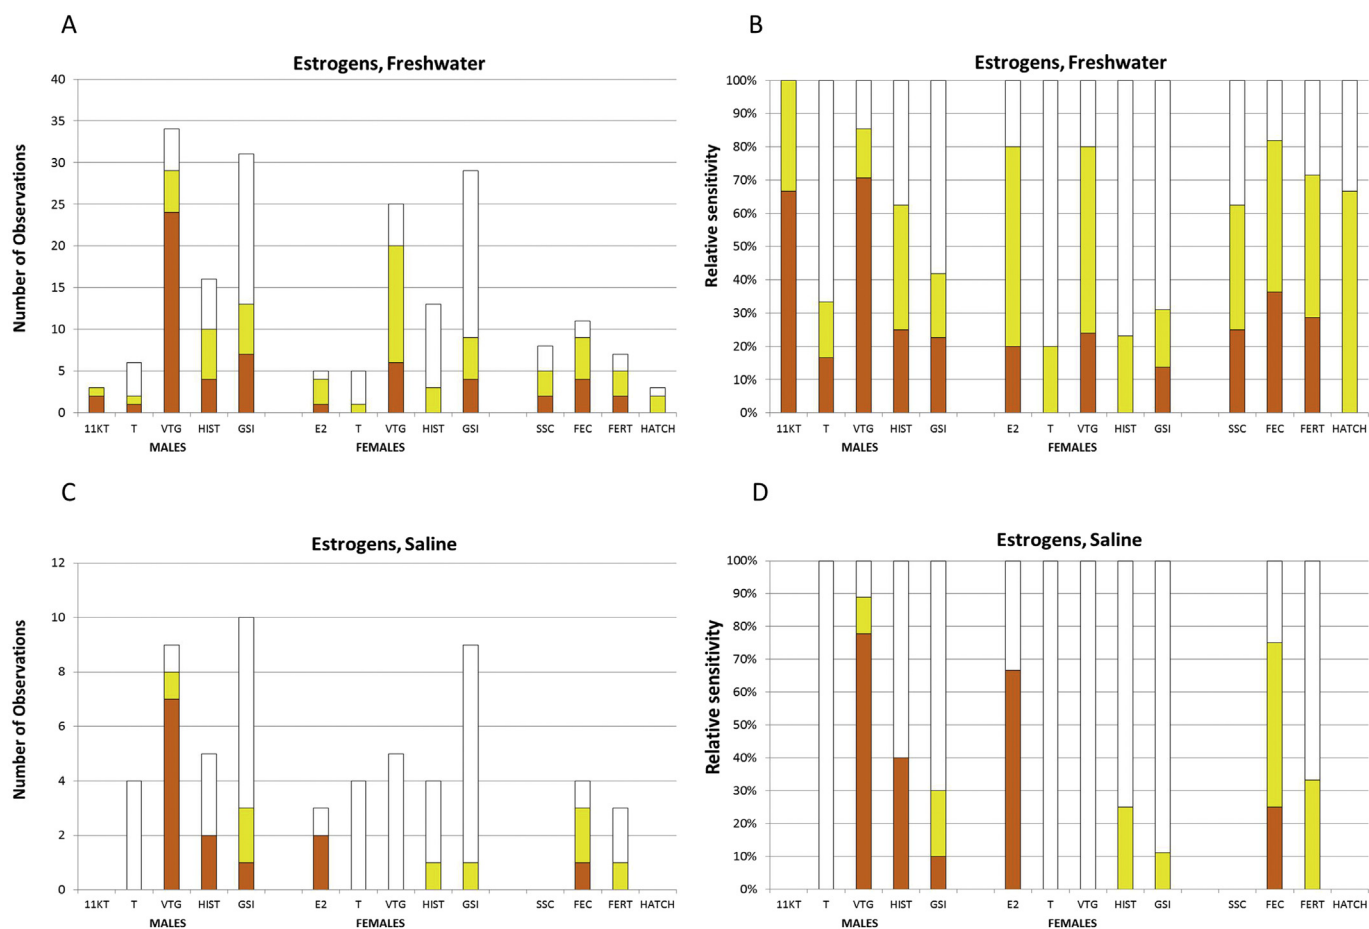 A
Estrogens, Freshwater
Number of Observations
40
35
30
25
20
15
10
5
0
11KT T VTG HIST GSI E2 T VTG HIST GSI SSC FEC FERT HATCH
MALES FEMALES
B
Estrogens, Freshwater
Relative sensitivity
100%
90%
80%
70%
60%
50%
40%
30%
20%
10%
0%
11KT T VTG HIST GSI E2 T VTG HIST GSI SSC FEC FERT HATCH
MALES FEMALES
C
Estrogens, Saline
Number of Observations
12
10
8
6
4
2
0
11KT T VTG HIST GSI E2 T VTG HIST GSI SSC FEC FERT HATCH
MALES FEMALES
D
Estrogens, Saline
Relative sensitivity
100%
90%
80%
70%
60%
50%
40%
30%
20%
10%
0%
11KT T VTG HIST GSI E2 T VTG HIST GSI SSC FEC FERT HATCH
MALES FEMALES